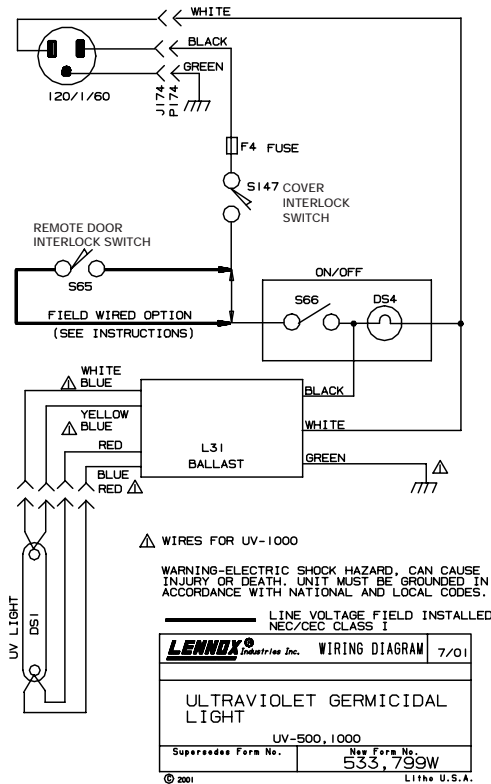 WHITE
BLACK
GREEN
120/1/60
J174
P174
F4 FUSE
S147 COVER
INTERLOCK
SWITCH
REMOTE DOOR
INTERLOCK SWITCH
S65
FIELD WIRED OPTION
(SEE INSTRUCTIONS)
ON/OFF
S66
DS4
WHITE
BLUE
YELLOW
BLUE
RED
BLUE
RED
L31
BALLAST
BLACK
WHITE
GREEN
UV LIGHT
DS1
WIRES FOR UV-1000
WARNING-ELECTRIC SHOCK HAZARD, CAN CAUSE
INJURY OR DEATH. UNIT MUST BE GROUNDED IN
ACCORDANCE WITH NATIONAL AND LOCAL CODES.
LINE VOLTAGE FIELD INSTALLED
NEC/CEC CLASS I
LENNOX® Industries Inc. WIRING DIAGRAM 7/01
ULTRAVIOLET GERMICIDAL
LIGHT
UV-500,1000
Supersedes Form No. New Form No.
533,799W
© 2001 Litho U.S.A.